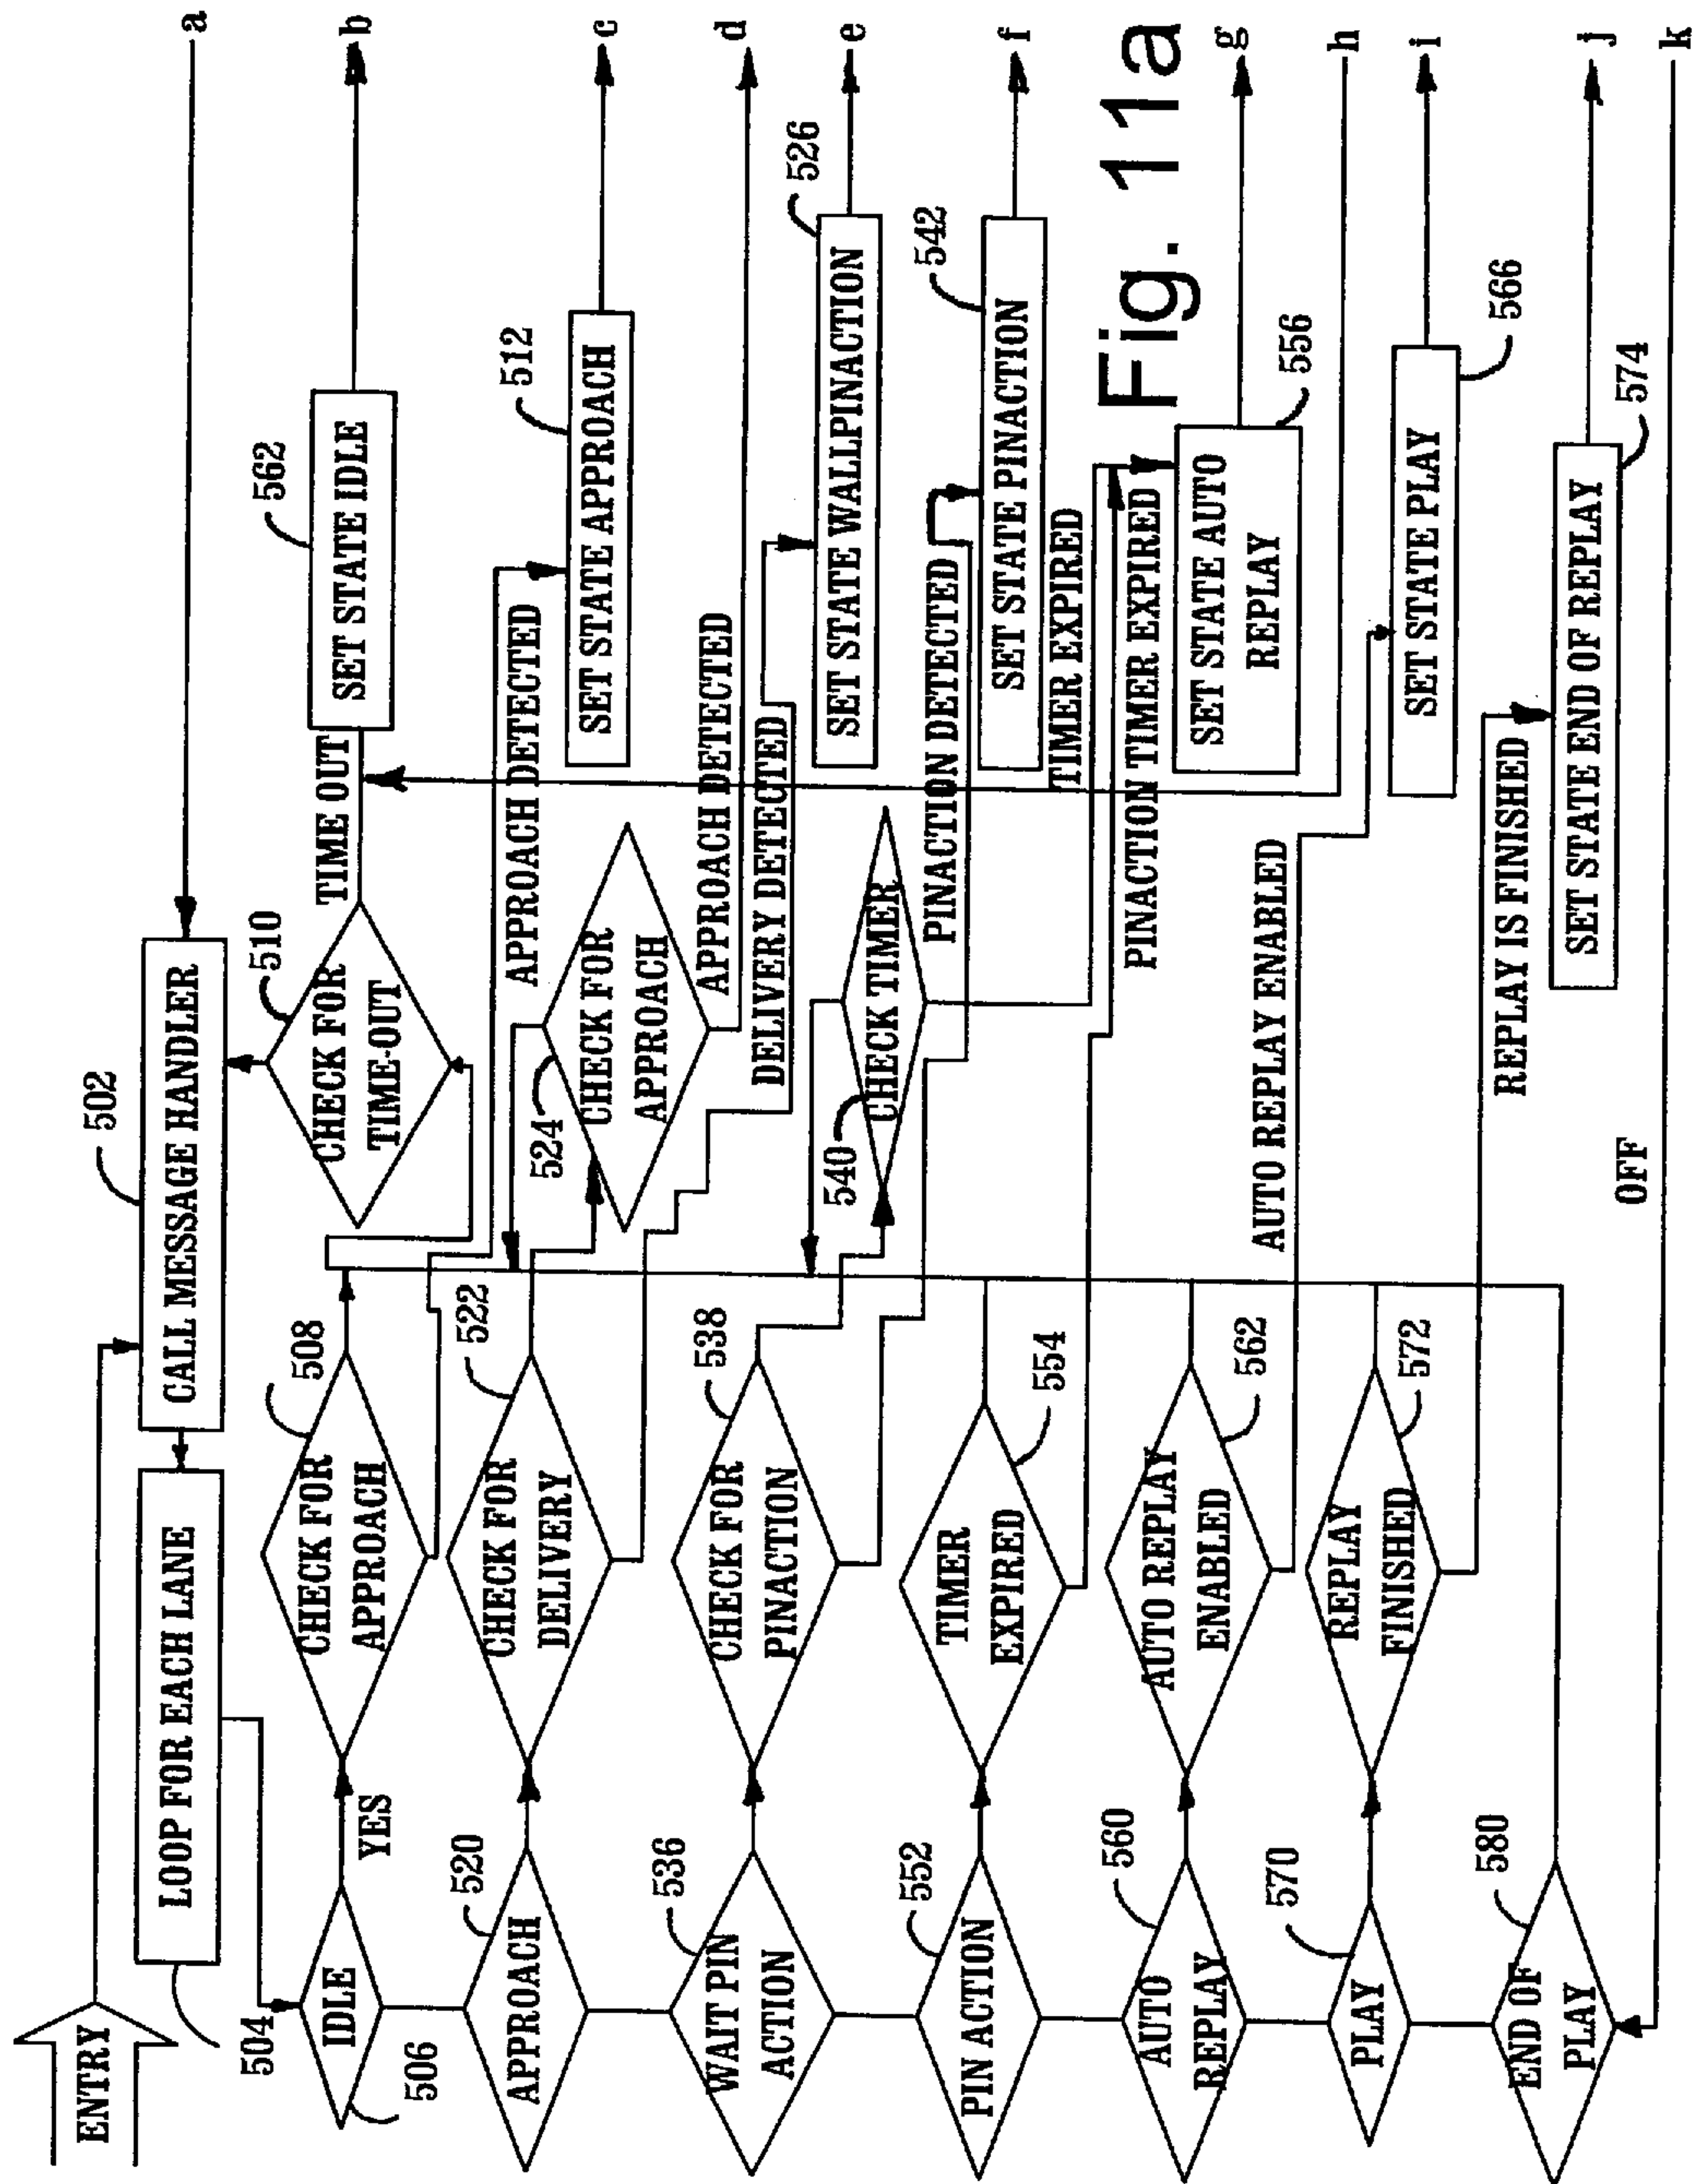 ENTRY
a
502
CALL MESSAGE HANDLER
LOOP FOR EACH LANE
504
IDLE
506
YES
CHECK FOR
APPROACH
508
CHECK FOR
TIME-OUT
510
TIME OUT
SET STATE IDLE
562
b
APPROACH DETECTED
SET STATE APPROACH
512
c
APPROACH
520
CHECK FOR
DELIVERY
522
CHECK FOR
APPROACH
524
APPROACH DETECTED
d
DELIVERY DETECTED
SET STATE WALLPINACTION
526
e
WAIT PIN
ACTION
536
CHECK FOR
PINACTION
538
CHECK TIMER
540
PINACTION DETECTED
SET STATE PINACTION
542
f
TIMER EXPIRED
PIN ACTION
552
TIMER
EXPIRED
554
PINACTION TIMER EXPIRED
SET STATE AUTO
REPLAY
556
g
Fig. 11a
h
AUTO
REPLAY
560
AUTO REPLAY
ENABLED
562
AUTO REPLAY ENABLED
SET STATE PLAY
566
i
PLAY
570
REPLAY
FINISHED
572
REPLAY IS FINISHED
SET STATE END OF REPLAY
574
j
END OF
PLAY
580
OFF
k